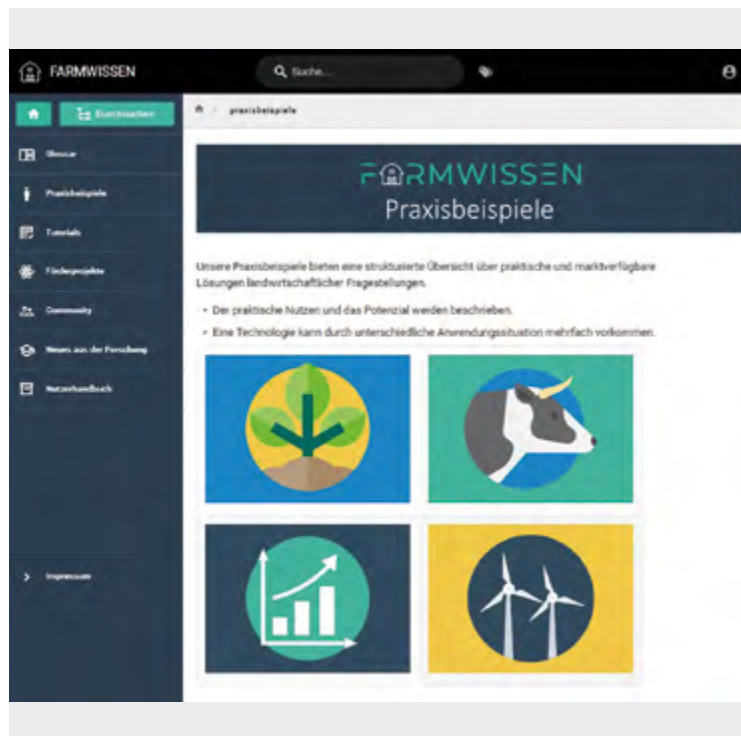 FARMWISSEN
Suche...
Durchsuchen
praxisbeispiele
Glossar
Praxisbeispiele
Tutorials
Förderprojekte
Community
Neues aus der Forschung
Nutzerhandbuch
Impressum
FARMWISSEN
Praxisbeispiele
Unsere Praxisbeispiele bieten eine strukturierte Übersicht über praktische und marktverfügbare
Lösungen landwirtschaftlicher Fragestellungen.
• Der praktische Nutzen und das Potenzial werden beschrieben.
• Eine Technologie kann durch unterschiedliche Anwendungssituation mehrfach vorkommen.